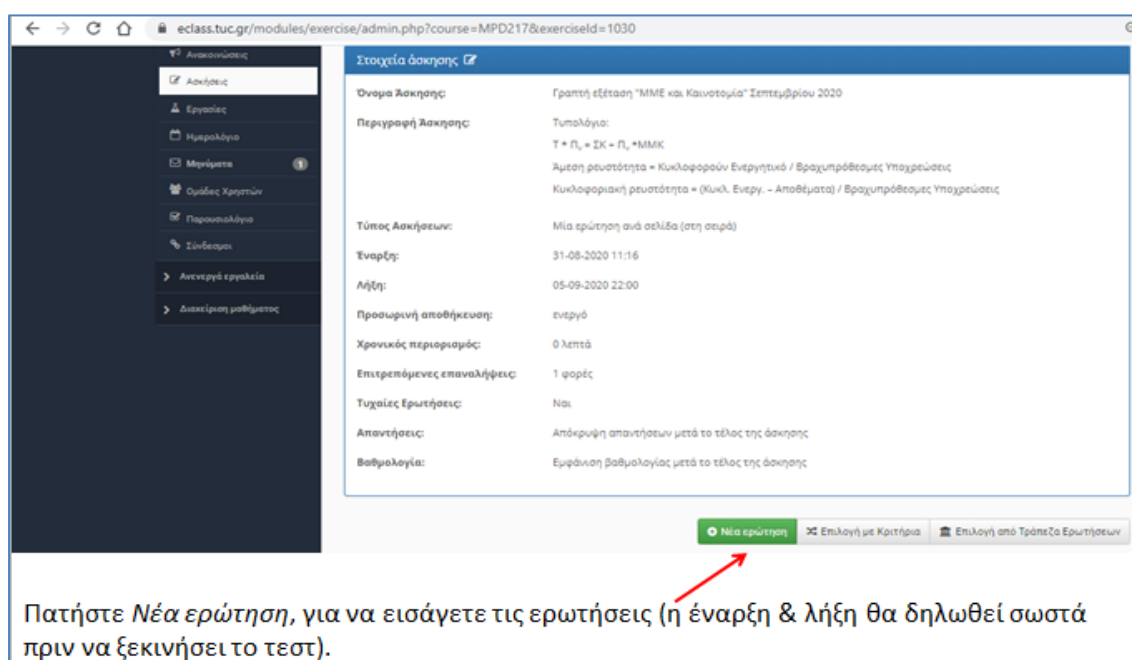 eclass.tuc.gr/modules/exercise/admin.php?course=MPD217&exerciseId=1030
Ανακοινώσεις
Ασκήσεις
Εργασίες
Ημερολόγιο
Μηνύματα 1
Ομάδες Χρηστών
Παρουσιολόγιο
Σύνδεσμοι
Ανενεργά εργαλεία
Διαχείριση μαθήματος
Στοιχεία άσκησης
Όνομα Άσκησης: Γραπτή εξέταση "ΜΜΕ και Καινοτομία" Σεπτεμβρίου 2020
Περιγραφή Άσκησης: Τυπολόγιο:
Άμεση ρευστότητα = Κυκλοφορούν Ενεργητικό / Βραχυπρόθεσμες Υποχρεώσεις
Κυκλοφοριακή ρευστότητα = (Κυκλ. Ενεργ. – Αποθέματα) / Βραχυπρόθεσμες Υποχρεώσεις
Τύπος Ασκήσεων: Μία ερώτηση ανά σελίδα (στη σειρά)
Έναρξη: 31-08-2020 11:16
Λήξη: 05-09-2020 22:00
Προσωρινή αποθήκευση: ενεργό
Χρονικός περιορισμός: 0 λεπτά
Επιτρεπόμενες επαναλήψεις: 1 φορές
Τυχαίες Ερωτήσεις: Ναι
Απαντήσεις: Απόκρυψη απαντήσεων μετά το τέλος της άσκησης
Βαθμολογία: Εμφάνιση βαθμολογίας μετά το τέλος της άσκησης
Νέα ερώτηση Επιλογή με Κριτήρια Επιλογή από Τράπεζα Ερωτήσεων
Πατήστε Νέα ερώτηση, για να εισάγετε τις ερωτήσεις (η έναρξη & λήξη θα δηλωθεί σωστά
πριν να ξεκινήσει το τεστ).